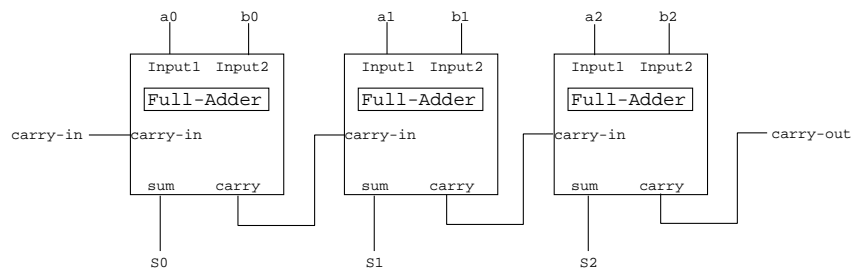 a0 b0 a1 b1 a2 b2
Input1 Input2 Input1 Input2 Input1 Input2
Full-Adder Full-Adder Full-Adder
carry-in carry-in carry-in carry-in carry-out
sum carry sum carry sum carry
S0 S1 S2